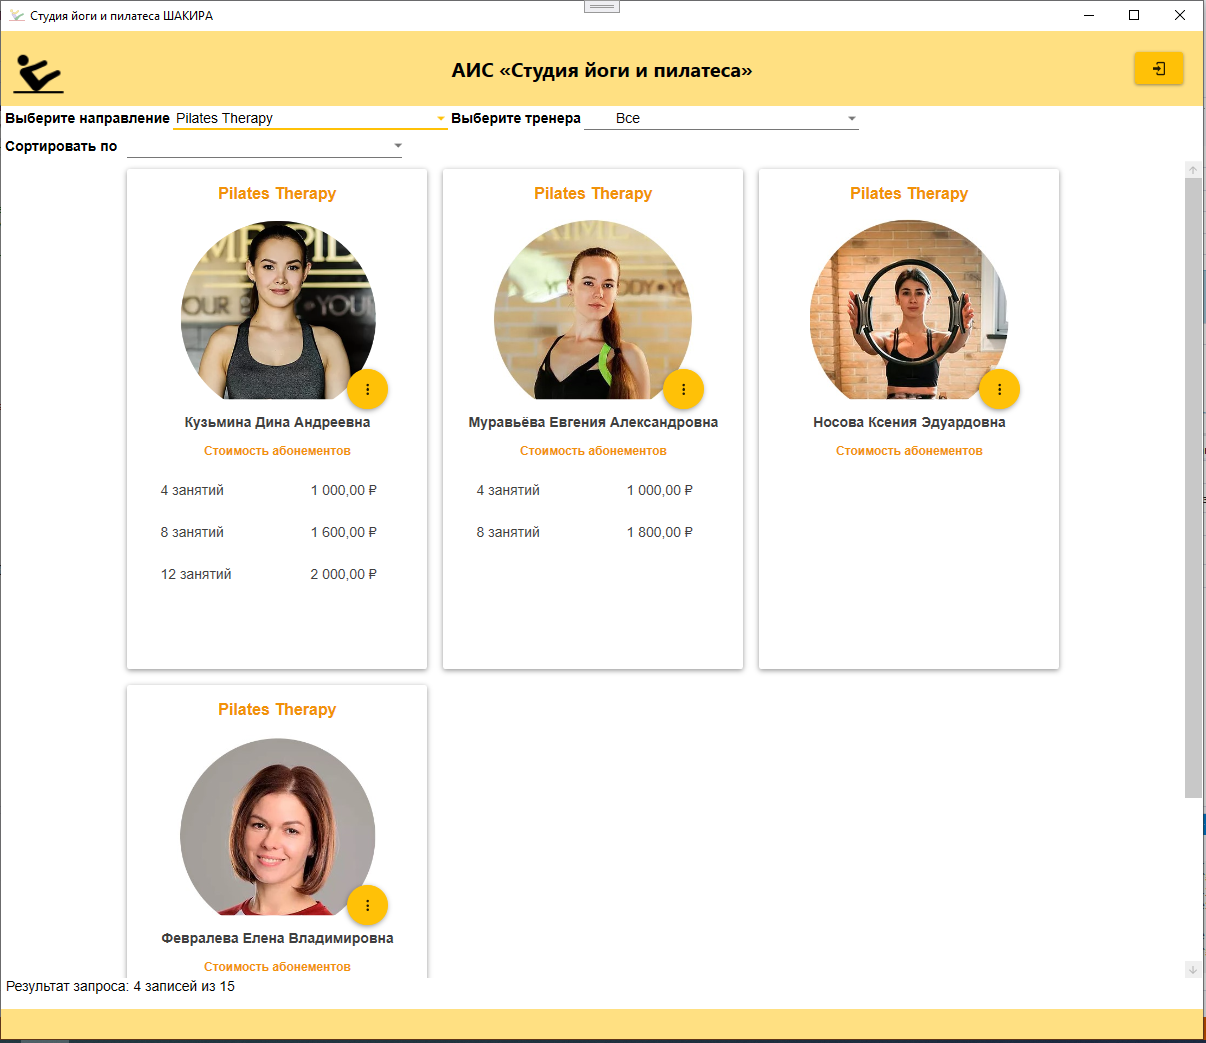 Студия йоги и пилатеса ШАКИРА
АИС «Студия йоги и пилатеса»
Выберите направление Pilates Therapy Выберите тренера Все
Сортировать по
Pilates Therapy
Кузьмина Дина Андреевна
Стоимость абонементов
4 занятий 1 000,00 ₽
8 занятий 1 600,00 ₽
12 занятий 2 000,00 ₽
Pilates Therapy
Муравьёва Евгения Александровна
Стоимость абонементов
4 занятий 1 000,00 ₽
8 занятий 1 800,00 ₽
Pilates Therapy
Носова Ксения Эдуардовна
Стоимость абонементов
Pilates Therapy
Февралева Елена Владимировна
Стоимость абонементов
Результат запроса: 4 записей из 15